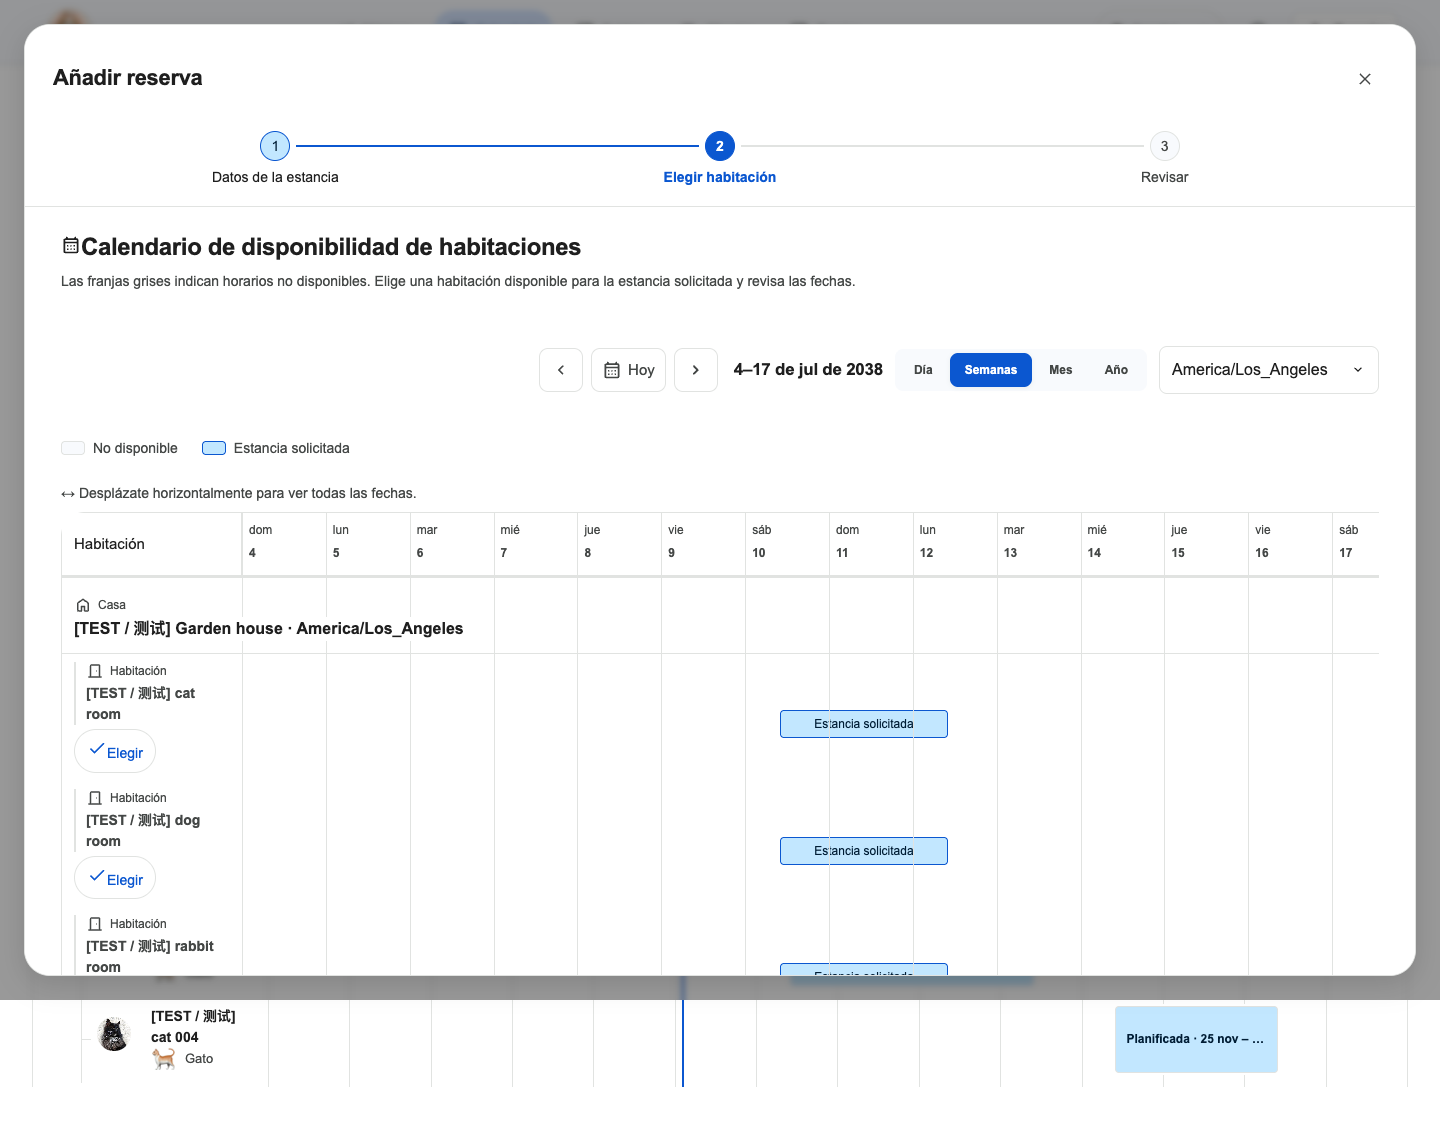 Añadir reserva
1
2
3
Datos de la estancia
Elegir habitación
Revisar
Calendario de disponibilidad de habitaciones
Las franjas grises indican horarios no disponibles. Elige una habitación disponible para la estancia solicitada y revisa las fechas.
Hoy
4–17 de jul de 2038
Día
Semanas
Mes
Año
America/Los_Angeles
No disponible
Estancia solicitada
Desplázate horizontalmente para ver todas las fechas.
Habitación
dom
4
lun
5
mar
6
mié
7
jue
8
vie
9
sáb
10
dom
11
lun
12
mar
13
mié
14
jue
15
vie
16
sáb
17
Casa
[TEST / 测试] Garden house · America/Los_Angeles
Habitación
[TEST / 测试] cat
room
Estancia solicitada
Elegir
Habitación
[TEST / 测试] dog
room
Estancia solicitada
Elegir
Habitación
[TEST / 测试] rabbit
room
Estancia solicitada
[TEST / 测试]
cat 004
Gato
Planificada · 25 nov – ...